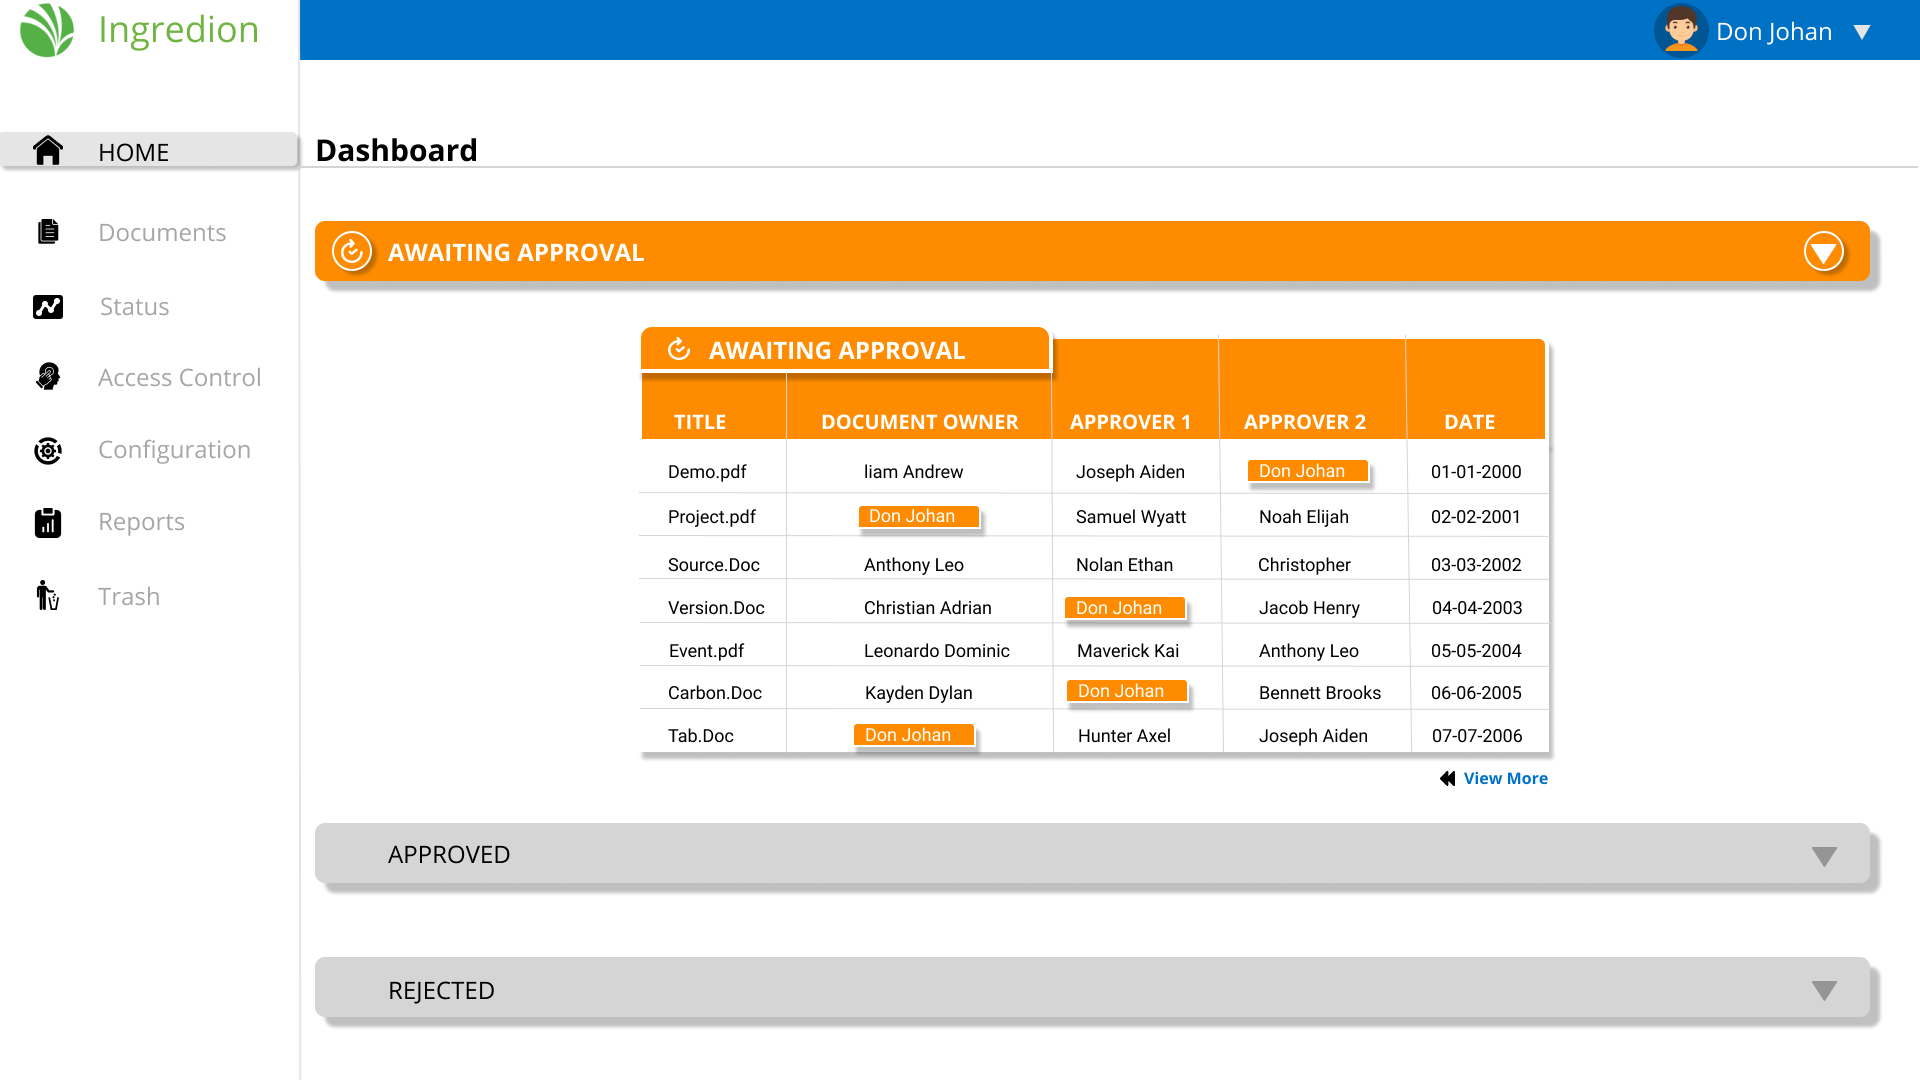 Ingredion
Don Johan
HOME
Dashboard
Documents
Status
Access Control
Configuration
Reports
Trash
AWAITING APPROVAL
AWAITING APPROVAL
TITLE DOCUMENT OWNER APPROVER 1 APPROVER 2 DATE
Demo.pdf liam Andrew Joseph Aiden Don Johan 01-01-2000
Project.pdf Don Johan Samuel Wyatt Noah Elijah 02-02-2001
Source.Doc Anthony Leo Nolan Ethan Christopher 03-03-2002
Version.Doc Christian Adrian Don Johan Jacob Henry 04-04-2003
Event.pdf Leonardo Dominic Maverick Kai Anthony Leo 05-05-2004
Carbon.Doc Kayden Dylan Don Johan Bennett Brooks 06-06-2005
Tab.Doc Don Johan Hunter Axel Joseph Aiden 07-07-2006
View More
APPROVED
REJECTED